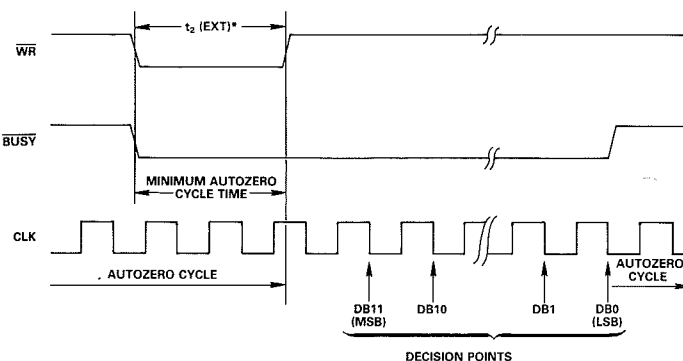 t₂ (EXT)*
WR
BUSY
MINIMUM AUTOZERO
CYCLE TIME
CLK
. AUTOZERO CYCLE
AUTOZERO
CYCLE
DB11
(MSB)
DB10
DB1
DB0
(LSB)
DECISION POINTS